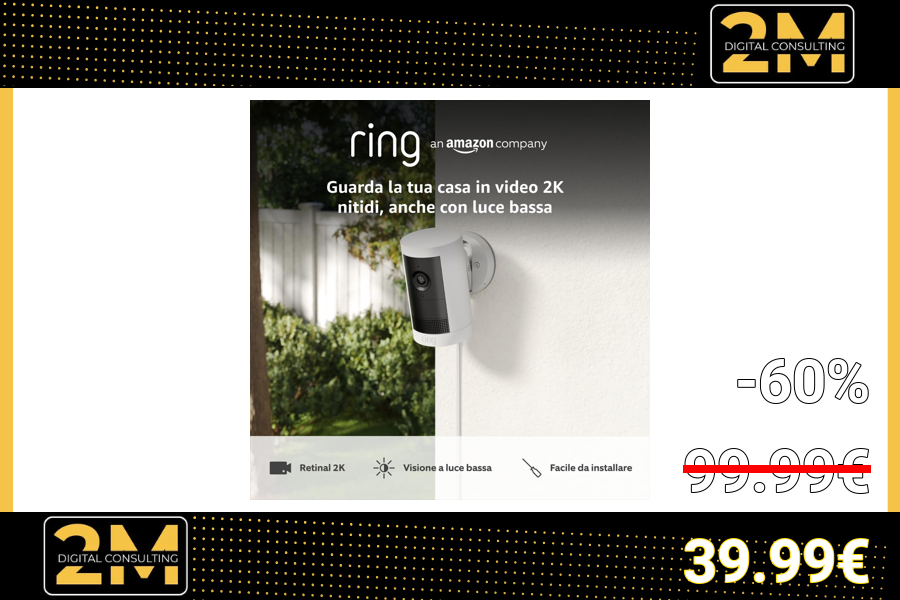 2M
DIGITAL CONSULTING
ring an amazon company
Guarda la tua casa in video 2K
nitidi, anche con luce bassa
ring
Retinal 2K
Visione a luce bassa
Facile da installare
-60%
99.99€
2M
DIGITAL CONSULTING
39.99€